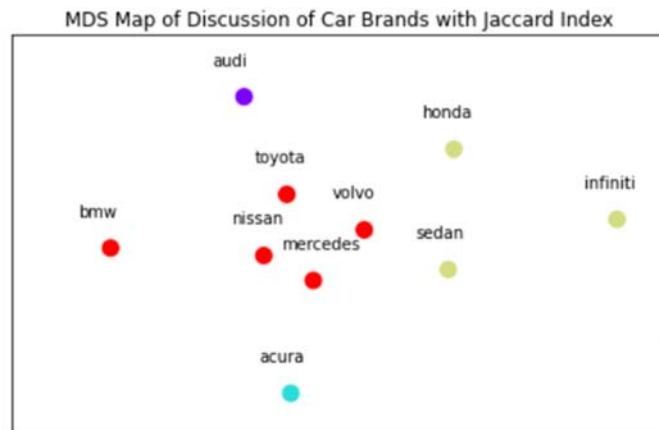 MDS Map of Discussion of Car Brands with Jaccard Index
audi
honda
toyota
infiniti
volvo
bmw
nissan
sedan
mercedes
acura